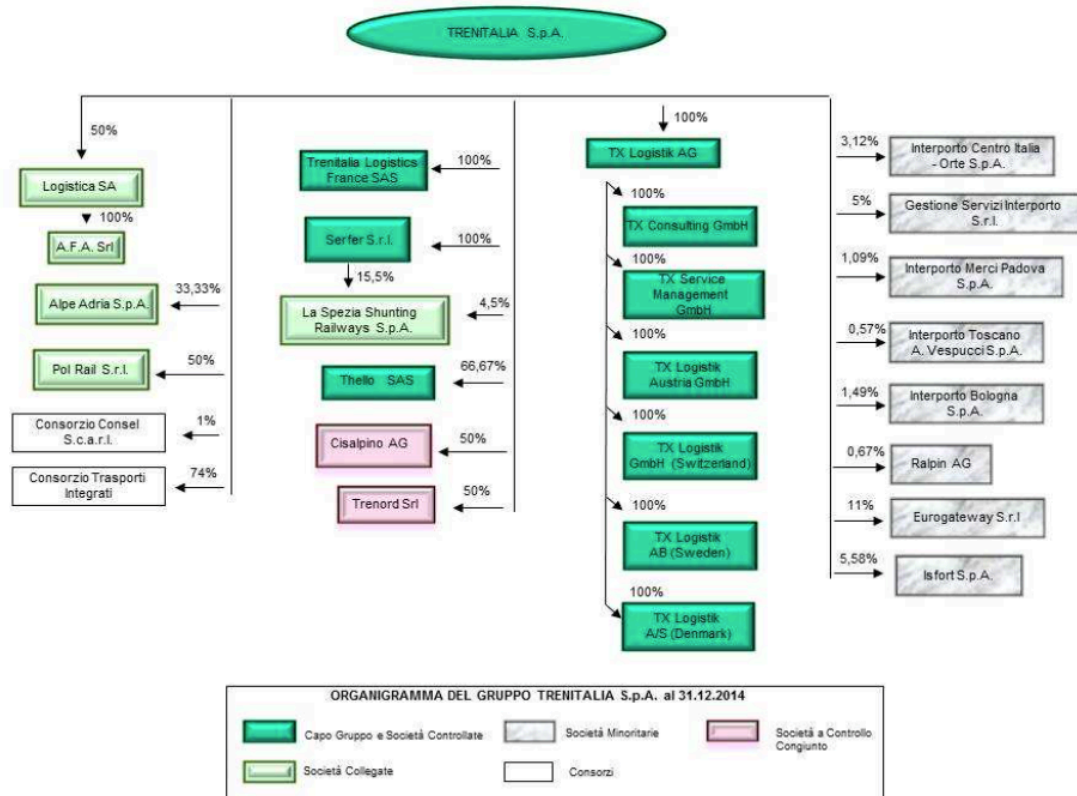 TRENITALIA S.p.A.
50%
Logistica SA
100%
A.F.A. Srl
Alpe Adria S.p.A.
33,33%
Pol Rail S.r.l.
50%
Consorzio Consel
S.c.a.r.l.
1%
Consorzio Trasporti
Integrati
74%
Trenitalia Logistics
France SAS
100%
Serfer S.r.l.
100%
15,5%
La Spezia Shunting
Railways S.p.A.
4,5%
Thello SAS
66,67%
Cisalpino AG
50%
Trenord Srl
50%
100%
TX Logistik AG
100%
TX Consulting GmbH
100%
TX Service
Management
GmbH
100%
TX Logistik
Austria GmbH
100%
TX Logistik
GmbH (Switzerland)
100%
TX Logistik
AB (Sweden)
100%
TX Logistik
A/S (Denmark)
3,12%
Interporto Centro Italia
- Orte S.p.A.
5%
Gestione Servizi Interporto
S.r.l.
1,09%
Interporto Merci Padova
S.p.A.
0,57%
Interporto Toscano
A. Vespucci S.p.A.
1,49%
Interporto Bologna
S.p.A.
0,67%
Ralpin AG
11%
Eurogateway S.r.l
5,58%
Isfort S.p.A.
ORGANIGRAMMA DEL GRUPPO TRENITALIA S.p.A. al 31.12.2014
Capo Gruppo e Società Controllate
Società Minoritarie
Società a Controllo
Congiunto
Società Collegate
Consorzi